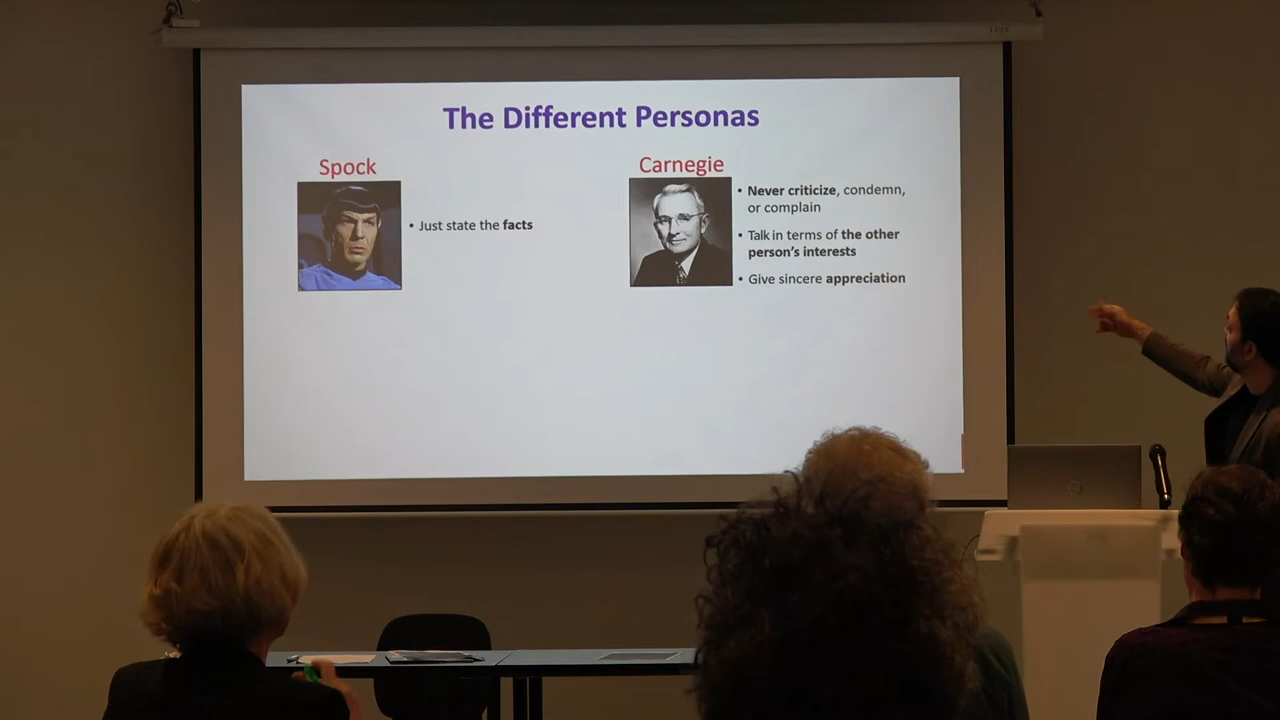 The Different Personas
Spock
• Just state the facts
Carnegie
• Never criticize, condemn,
or complain
• Talk in terms of the other
person's interests
• Give sincere appreciation